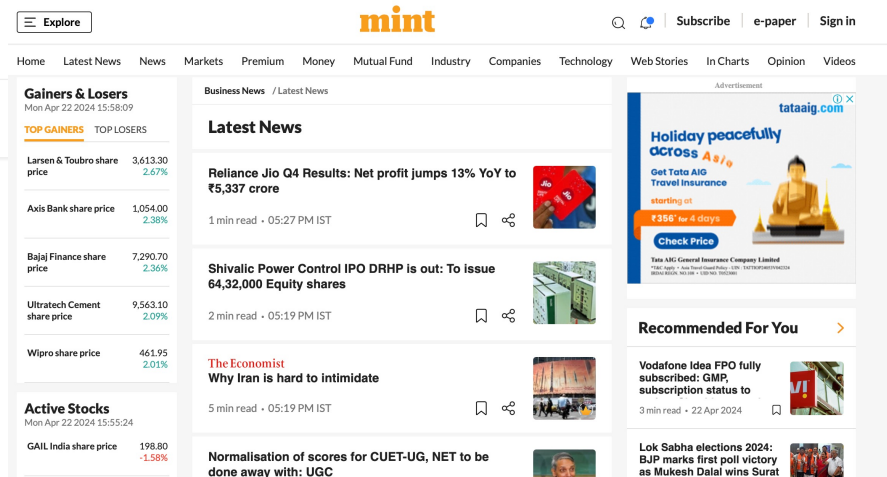 Explore
mint
Subscribe
e-paper
Sign in
Home
Latest News
News
Markets
Premium
Money
Mutual Fund
Industry
Companies
Technology
Web Stories
In Charts
Opinion
Videos
Gainers & Losers
Mon Apr 22 2024 15:58:09
TOP GAINERS
TOP LOSERS
Larsen & Toubro share
price
3,613.30
2.67%
Axis Bank share price
1,054.00
2.38%
Bajaj Finance share
price
7,290.70
2.36%
Ultratech Cement
share price
9,563.10
2.09%
Wipro share price
461.95
2.01%
Active Stocks
Mon Apr 22 2024 15:55:24
GAIL India share price
198.80
-1.58%
Business News / Latest News
Latest News
Reliance Jio Q4 Results: Net profit jumps 13% YoY to
₹5,337 crore
1 min read • 05:27 PM IST
Jio
Jio
Shivalic Power Control IPO DRHP is out: To issue
64,32,000 Equity shares
2 min read • 05:19 PM IST
The Economist
Why Iran is hard to intimidate
5 min read • 05:19 PM IST
Normalisation of scores for CUET-UG, NET to be
done away with: UGC
Advertisement
tataaig.com
Holiday peacefully
across Asia
Get Tata AIG
Travel Insurance
starting at
₹356* for 4 days
Check Price
Tata AIG General Insurance Company Limited
Recommended For You
Vodafone Idea FPO fully
subscribed: GMP,
subscription status to
3 min read • 22 Apr 2024
VI
Lok Sabha elections 2024:
BJP marks first poll victory
as Mukesh Dalal wins Surat